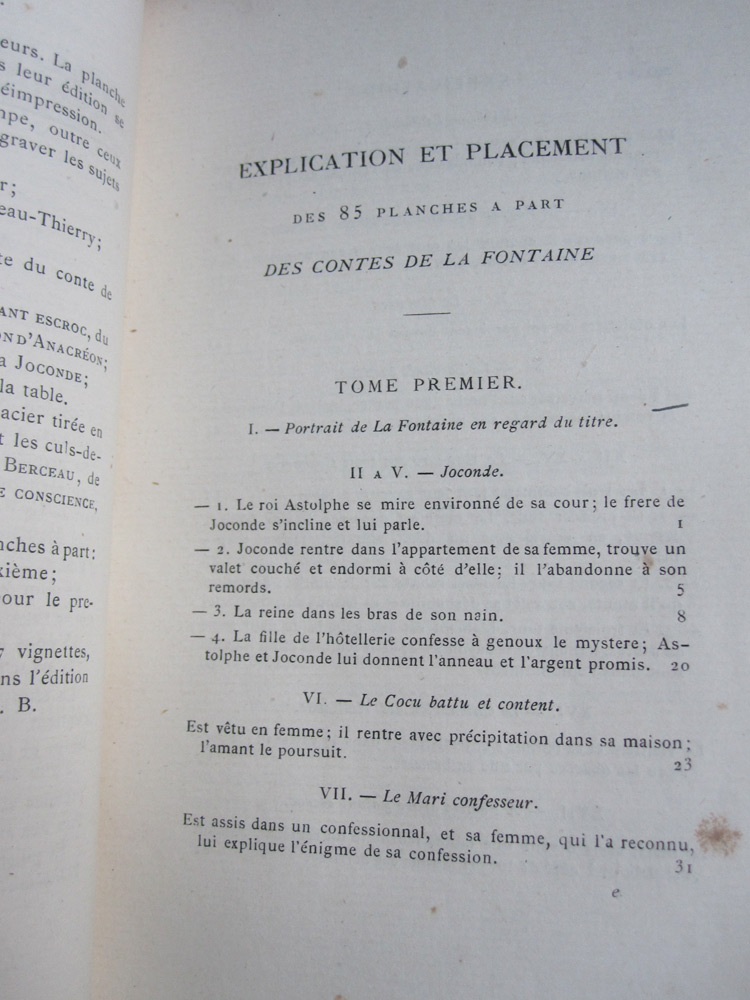 eurs. La planche
s leur édition se
éimpression.
mpe, outre ceux
graver les sujets
r;
eau-Thierry;
te du conte de
ANT ESCROC, du
OND'ANACRÉON;
a JOCONDE;
la table.
acier tirée en
t les culs-de-
BERCEAU, de
E CONSCIENCE,
nches à part:
xième;
our le pre-
7 vignettes,
ns l'édition
. B.
EXPLICATION ET PLACEMENT
DES 85 PLANCHES A PART
DES CONTES DE LA FONTAINE
TOME PREMIER.
I. — Portrait de La Fontaine en regard du titre.
II A V. — Joconde.
— 1. Le roi Astolphe se mire environné de sa cour; le frere de
Joconde s'incline et lui parle. 1
— 2. Joconde rentre dans l'appartement de sa femme, trouve un
valet couché et endormi à côté d'elle; il l'abandonne à son
remords. 5
— 3. La reine dans les bras de son nain. 8
— 4. La fille de l'hôtellerie confesse à genoux le mystere; As-
tolphe et Joconde lui donnent l'anneau et l'argent promis. 20
VI. — Le Cocu battu et content.
Est vêtu en femme; il rentre avec précipitation dans sa maison;
l'amant le poursuit. 23
VII. — Le Mari confesseur.
Est assis dans un confessionnal, et sa femme, qui l'a reconnu,
lui explique l'énigme de sa confession. 31
e